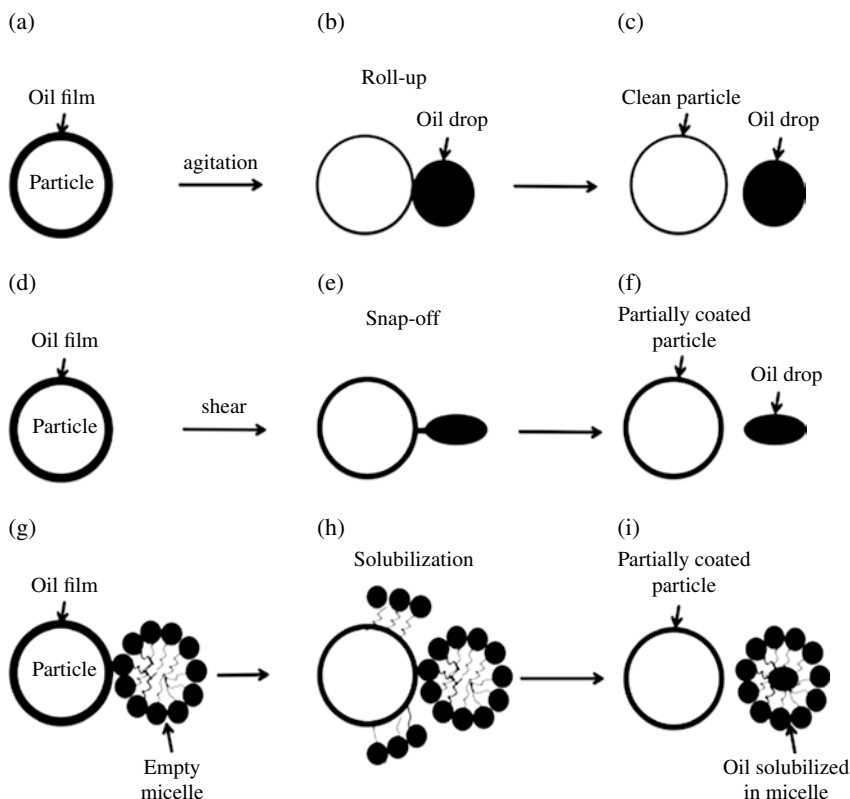 (a)
(b)
(c)
Roll-up
Oil film
Oil drop
Clean particle
Oil drop
Particle
agitation
(d)
(e)
(f)
Snap-off
Partially coated
particle
Oil film
Oil drop
Particle
shear
(g)
(h)
(i)
Solubilization
Partially coated
particle
Oil film
Particle
Empty
micelle
Oil solubilized
in micelle